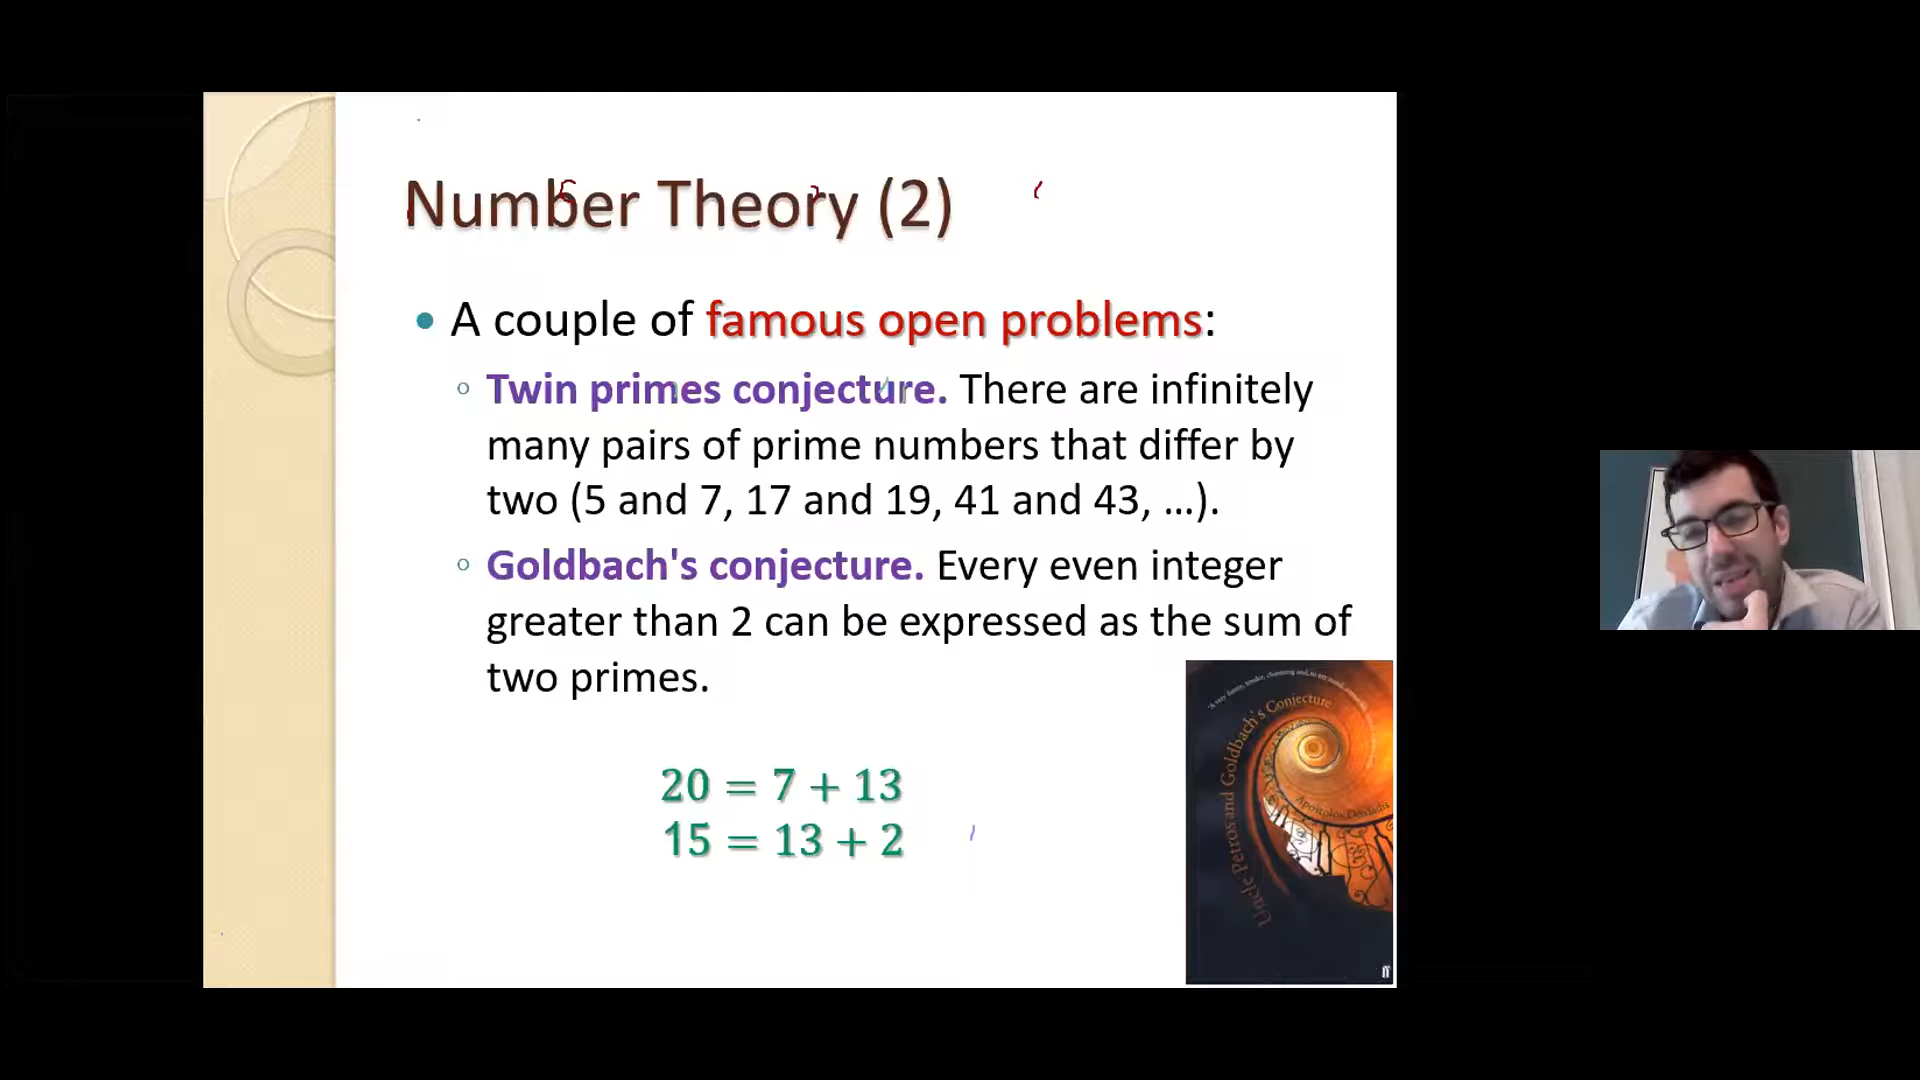 Number Theory (2)
A couple of famous open problems:
Twin primes conjecture. There are infinitely
many pairs of prime numbers that differ by
two (5 and 7, 17 and 19, 41 and 43, ...).
Goldbach's conjecture. Every even integer
greater than 2 can be expressed as the sum of
two primes.
20 = 7 + 13
15 = 13 + 2
Uncle Petros and Goldbach's Conjecture
Apostolos Doxiadis
ff